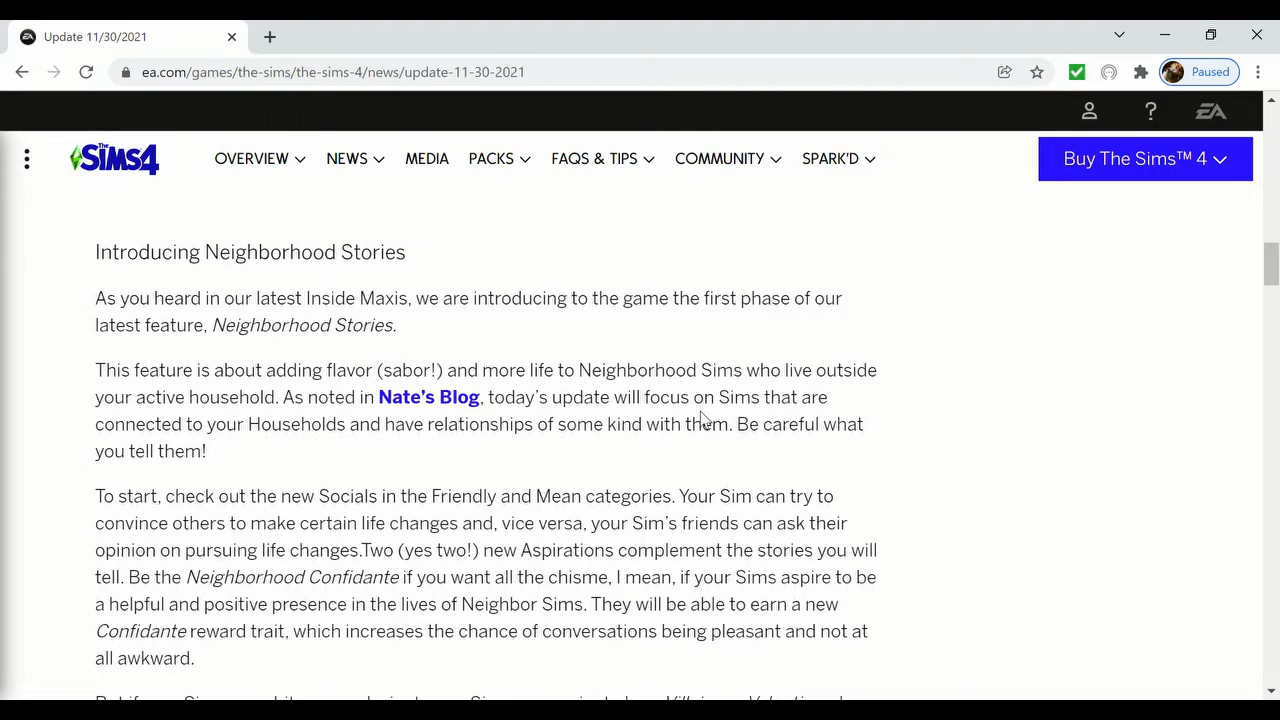 Update 11/30/2021
ea.com/games/the-sims/the-sims-4/news/update-11-30-2021
Paused
EA
The SIMS4
OVERVIEW NEWS MEDIA PACKS FAQS & TIPS COMMUNITY SPARK'D
Buy The Sims™ 4
Introducing Neighborhood Stories
As you heard in our latest Inside Maxis, we are introducing to the game the first phase of our
latest feature, Neighborhood Stories.
This feature is about adding flavor (sabor!) and more life to Neighborhood Sims who live outside
your active household. As noted in Nate's Blog, today's update will focus on Sims that are
connected to your Households and have relationships of some kind with them. Be careful what
you tell them!
To start, check out the new Socials in the Friendly and Mean categories. Your Sim can try to
convince others to make certain life changes and, vice versa, your Sim's friends can ask their
opinion on pursuing life changes.Two (yes two!) new Aspirations complement the stories you will
tell. Be the Neighborhood Confidante if you want all the chisme, I mean, if your Sims aspire to be
a helpful and positive presence in the lives of Neighbor Sims. They will be able to earn a new
Confidante reward trait, which increases the chance of conversations being pleasant and not at
all awkward.